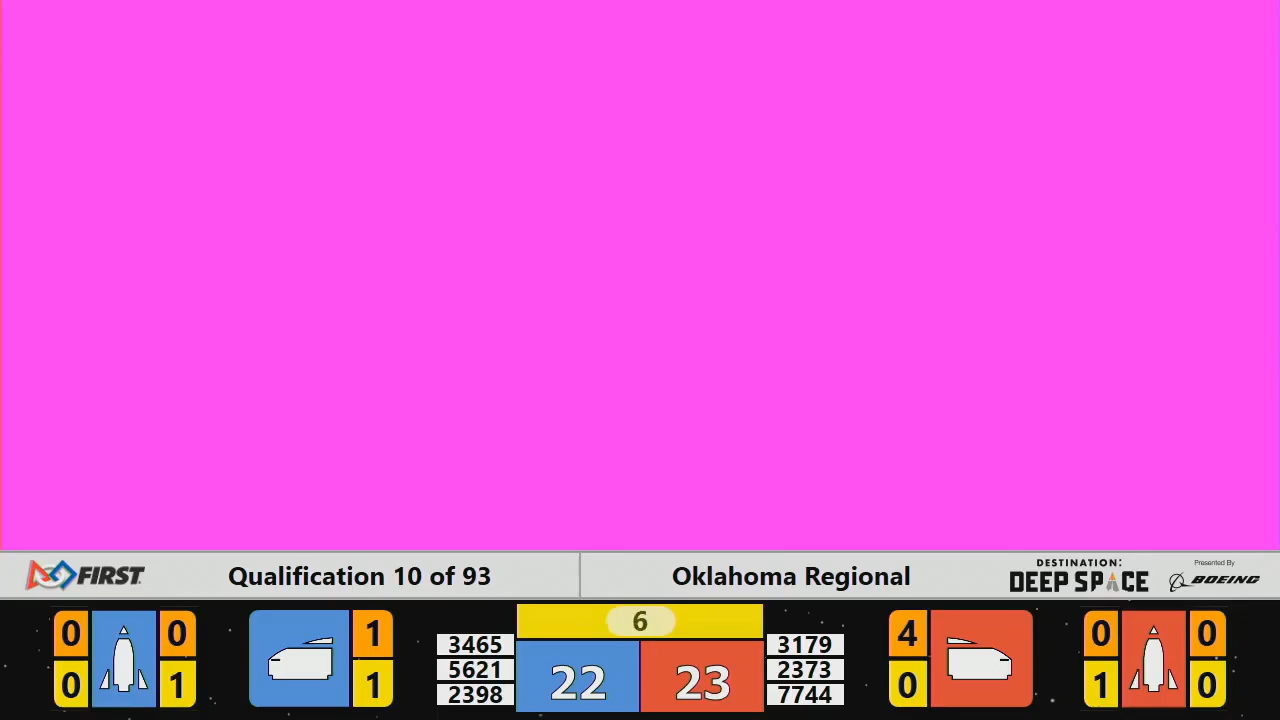 FIRST
Qualification 10 of 93
Oklahoma Regional
DESTINATION:
DEEP SPACE
Presented By
BOEING
0 0
0 1
1
1
3465
5621
2398
6
22 23
3179
2373
7744
4
0
0 0
1 0